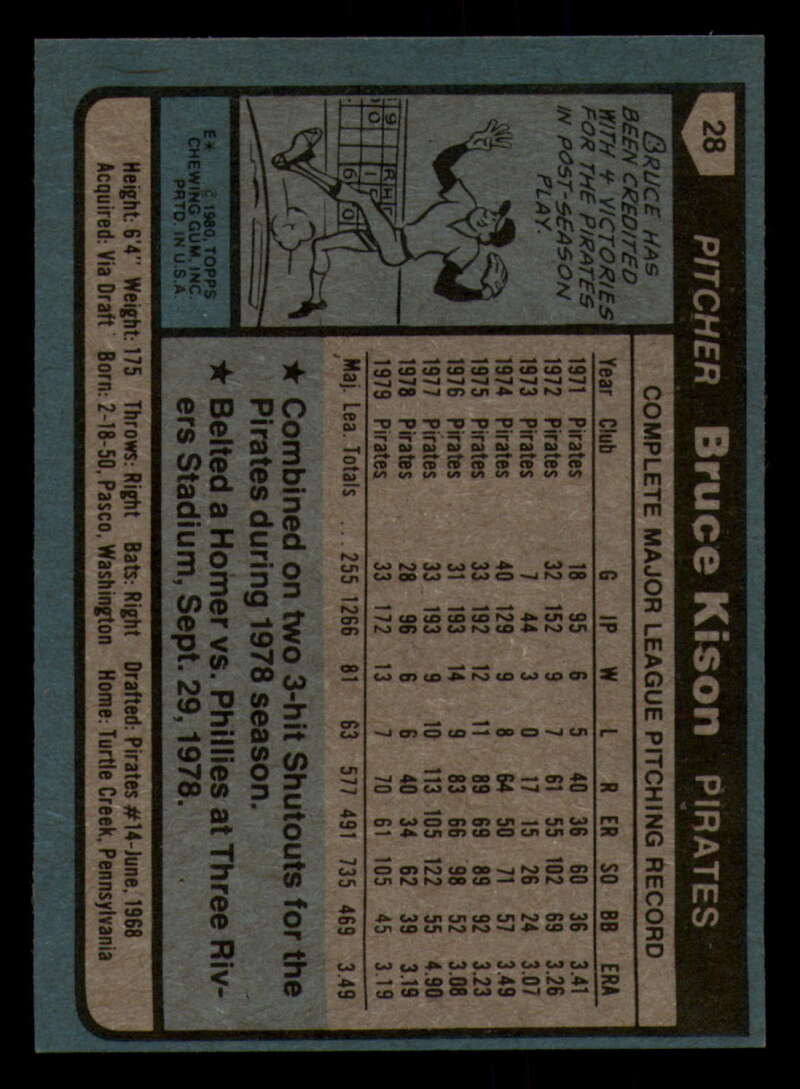 28
PITCHER Bruce Kison PIRATES
BRUCE HAS
BEEN CREDITED
WITH 4 VICTORIES
FOR THE PIRATES
IN POST-SEASON
PLAY.
E* © 1980, TOPPS
CHEWING GUM, INC.
PRTD. IN U.S.A.
COMPLETE MAJOR LEAGUE PITCHING RECORD
Year Club G IP W L R ER SO BB ERA
1971 Pirates 18 95 6 5 40 36 60 36 3.41
1972 Pirates 32 152 9 7 61 55 102 69 3.26
1973 Pirates 7 44 3 0 17 15 26 24 3.07
1974 Pirates 40 129 9 8 64 50 71 57 3.49
1975 Pirates 33 192 12 11 89 69 89 92 3.23
1976 Pirates 31 193 14 9 83 66 98 52 3.08
1977 Pirates 33 193 9 10 113 105 122 55 4.90
1978 Pirates 28 96 6 6 40 34 62 39 3.19
1979 Pirates 33 172 13 7 70 61 105 45 3.19
Maj. Lea. Totals ... 255 1266 81 63 577 491 735 469 3.49
★ Combined on two 3-hit Shutouts for the
Pirates during 1978 season.
★ Belted a Homer vs. Phillies at Three Riv-
ers Stadium, Sept. 29, 1978.
Height: 6'4" Weight: 175 Throws: Right Bats: Right Drafted: Pirates #14-June, 1968
Acquired: Via Draft Born: 2-18-50, Pasco, Washington Home: Turtle Creek, Pennsylvania